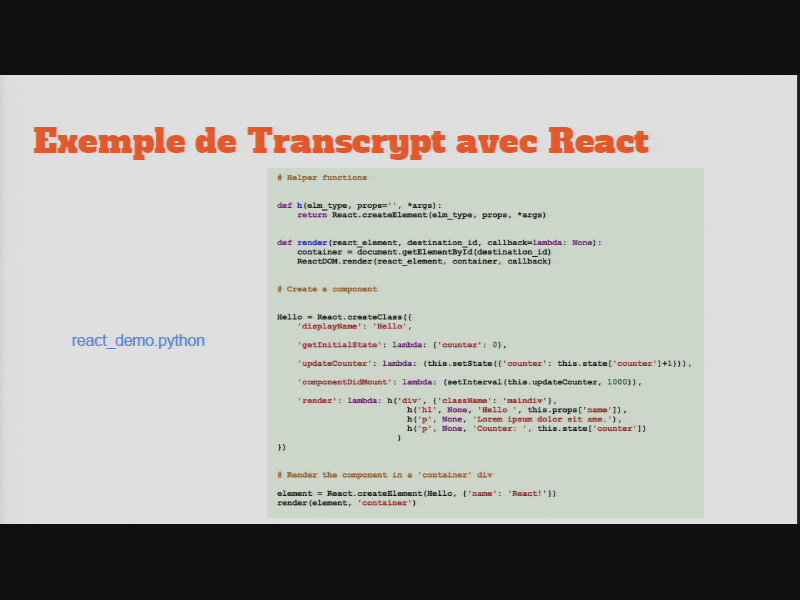 Exemple de Transcrypt avec React
react_demo.python
# Helper functions
def h(elm_type, props='', *args):
return React.createElement(elm_type, props, *args)
def render(react_element, destination_id, callback=lambda: None):
container = document.getElementById(destination_id)
ReactDOM.render(react_element, container, callback)
# Create a component
Hello = React.createClass({
'displayName': 'Hello',
'getInitialState': lambda: {'counter': 0},
'updateCounter': lambda: (this.setState({'counter': this.state['counter']+1})),
'componentDidMount': lambda: (setInterval(this.updateCounter, 1000)),
'render': lambda: h('div', {'className': 'maindiv'},
h('h1', None, 'Hello ', this.props['name']),
h('p', None, 'Lorem ipsum dolor sit ame.'),
h('p', None, 'Counter: ', this.state['counter'])
)
})
# Render the component in a 'container' div
element = React.createElement(Hello, {'name': 'React!'})
render(element, 'container')